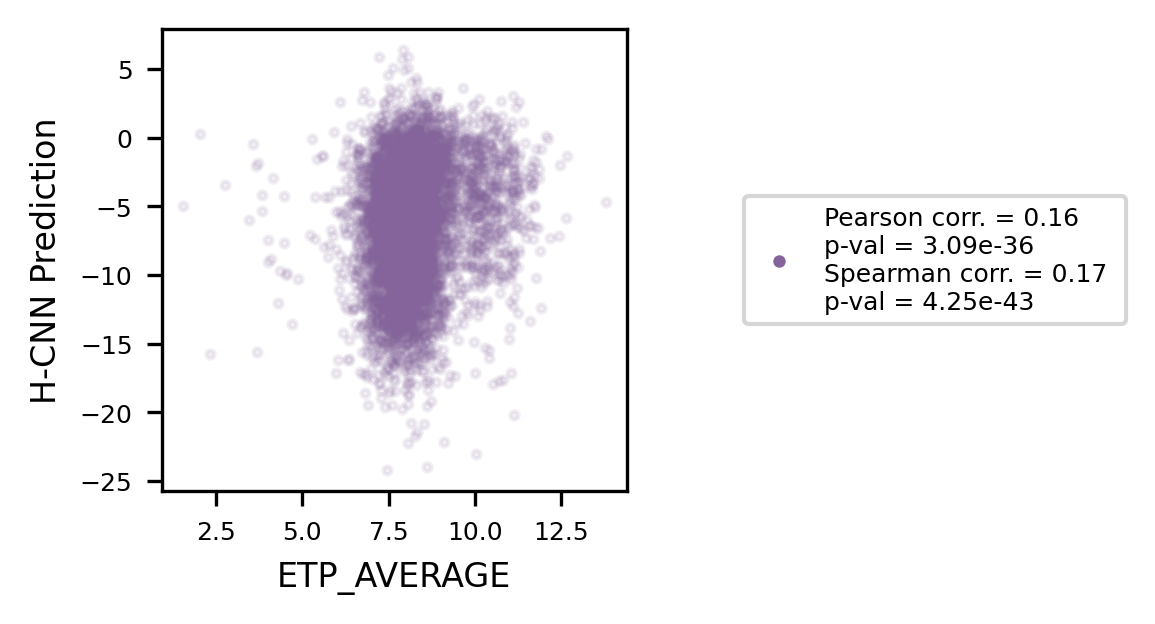 H-CNN Prediction
5
0
−5
−10
−15
−20
−25
2.5
5.0
7.5
10.0
12.5
ETP_AVERAGE
Pearson corr. = 0.16
p-val = 3.09e-36
Spearman corr. = 0.17
p-val = 4.25e-43